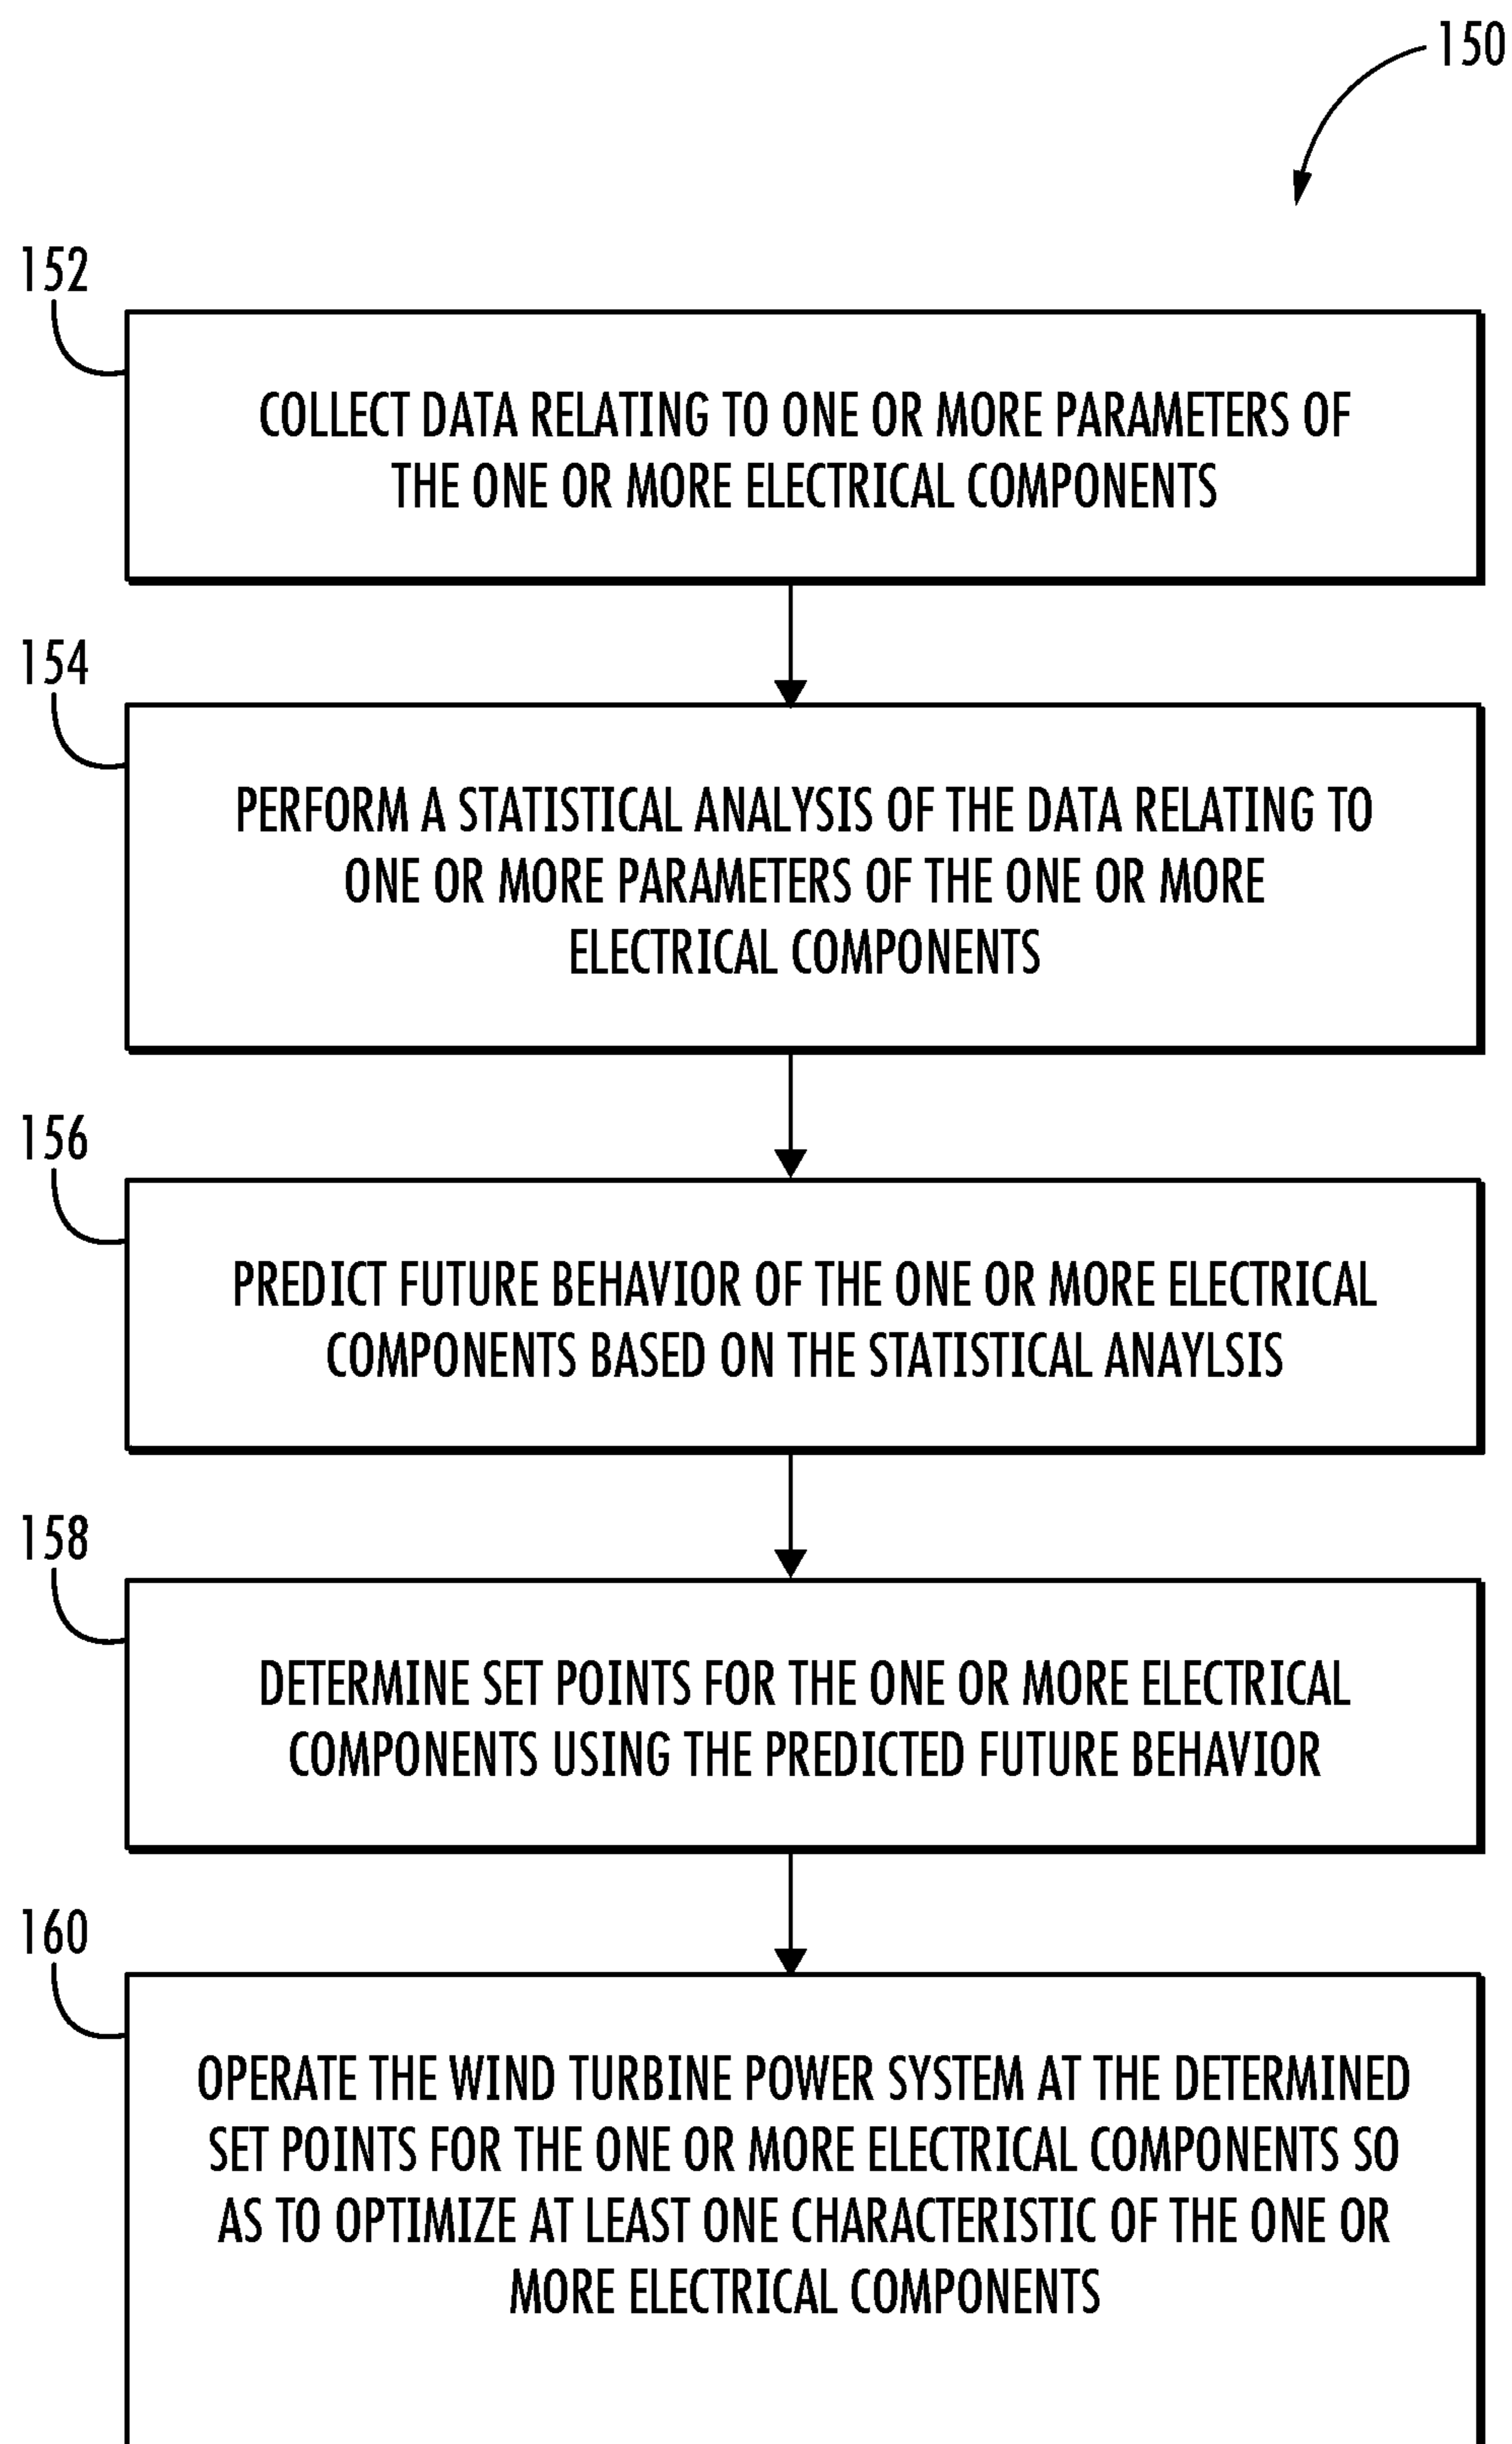 150
152
COLLECT DATA RELATING TO ONE OR MORE PARAMETERS OF
THE ONE OR MORE ELECTRICAL COMPONENTS
154
PERFORM A STATISTICAL ANALYSIS OF THE DATA RELATING TO
ONE OR MORE PARAMETERS OF THE ONE OR MORE
ELECTRICAL COMPONENTS
156
PREDICT FUTURE BEHAVIOR OF THE ONE OR MORE ELECTRICAL
COMPONENTS BASED ON THE STATISTICAL ANAYLSIS
158
DETERMINE SET POINTS FOR THE ONE OR MORE ELECTRICAL
COMPONENTS USING THE PREDICTED FUTURE BEHAVIOR
160
OPERATE THE WIND TURBINE POWER SYSTEM AT THE DETERMINED
SET POINTS FOR THE ONE OR MORE ELECTRICAL COMPONENTS SO
AS TO OPTIMIZE AT LEAST ONE CHARACTERISTIC OF THE ONE OR
MORE ELECTRICAL COMPONENTS